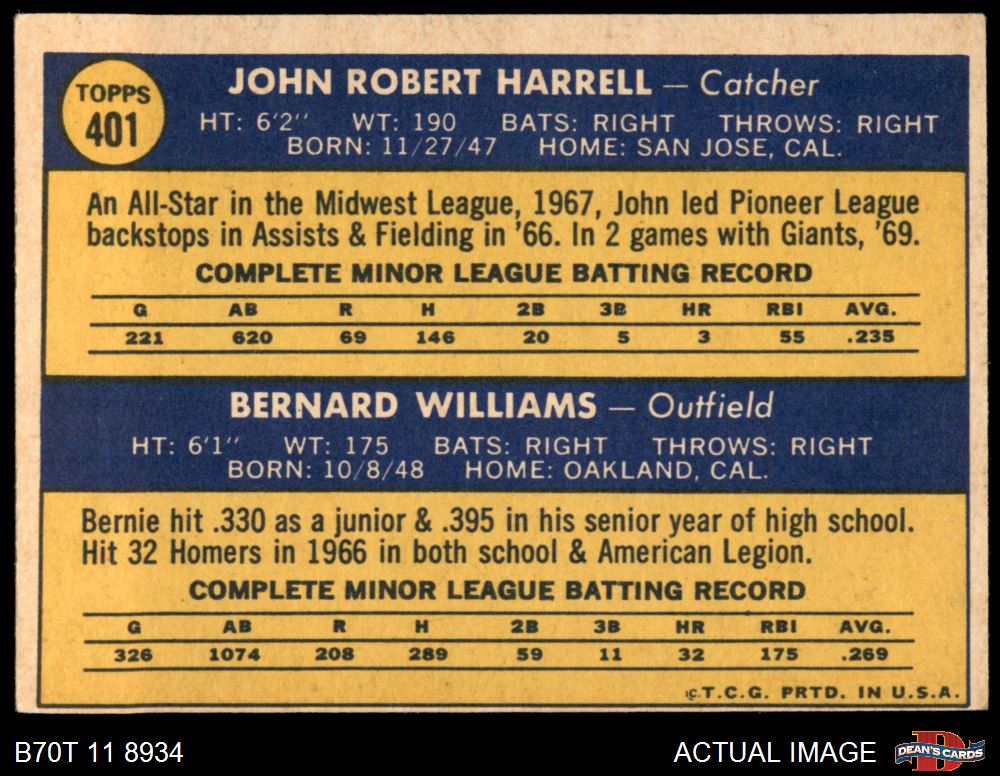 TOPPS
401
JOHN ROBERT HARRELL — Catcher
HT: 6'2'' WT: 190 BATS: RIGHT THROWS: RIGHT
BORN: 11/27/47 HOME: SAN JOSE, CAL.
An All-Star in the Midwest League, 1967, John led Pioneer League
backstops in Assists & Fielding in '66. In 2 games with Giants, '69.
COMPLETE MINOR LEAGUE BATTING RECORD
G AB R H 2B 3B HR RBI AVG.
221 620 69 146 20 5 3 55 .235
BERNARD WILLIAMS — Outfield
HT: 6'1'' WT: 175 BATS: RIGHT THROWS: RIGHT
BORN: 10/8/48 HOME: OAKLAND, CAL.
Bernie hit .330 as a junior & .395 in his senior year of high school.
Hit 32 Homers in 1966 in both school & American Legion.
COMPLETE MINOR LEAGUE BATTING RECORD
G AB R H 2B 3B HR RBI AVG.
326 1074 208 289 59 11 32 175 .269
©T.C.G. PRTD. IN U.S.A.
B70T 11 8934
ACTUAL IMAGE
D
DEAN'S CARDS